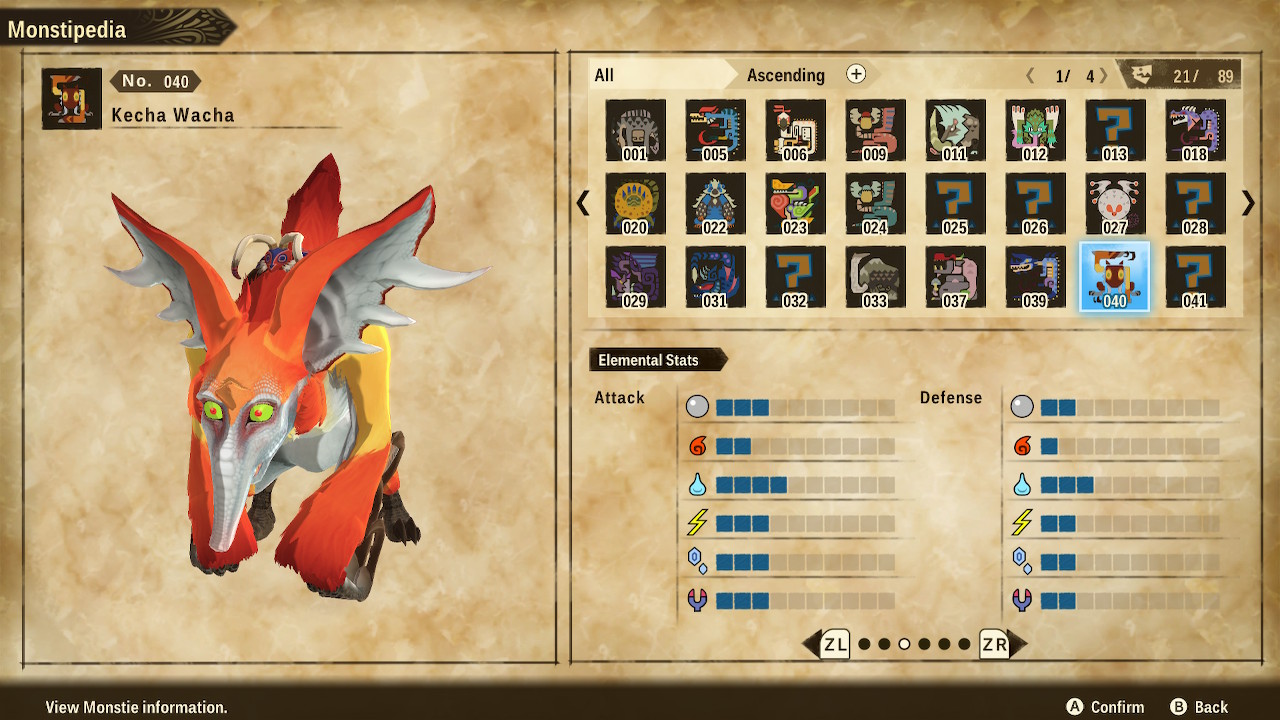 Monstipedia
No. 040
Kecha Wacha
All
Ascending
1/ 4
21/ 89
001 005 006 009 011 012 013 018
020 022 023 024 025 026 027 028
029 031 032 033 037 039 040 041
Elemental Stats
Attack
Defense
ZL
ZR
View Monstie information.
A Confirm B Back